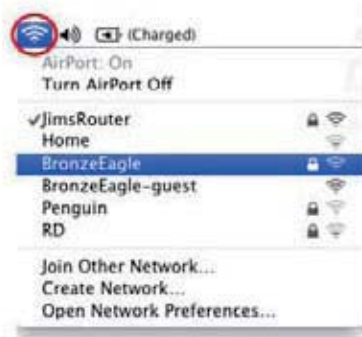 (Charged)
AirPort: On
Turn AirPort Off
✓JimsRouter
Home
BronzeEagle
BronzeEagle-guest
Penguin
RD
Join Other Network...
Create Network...
Open Network Preferences...